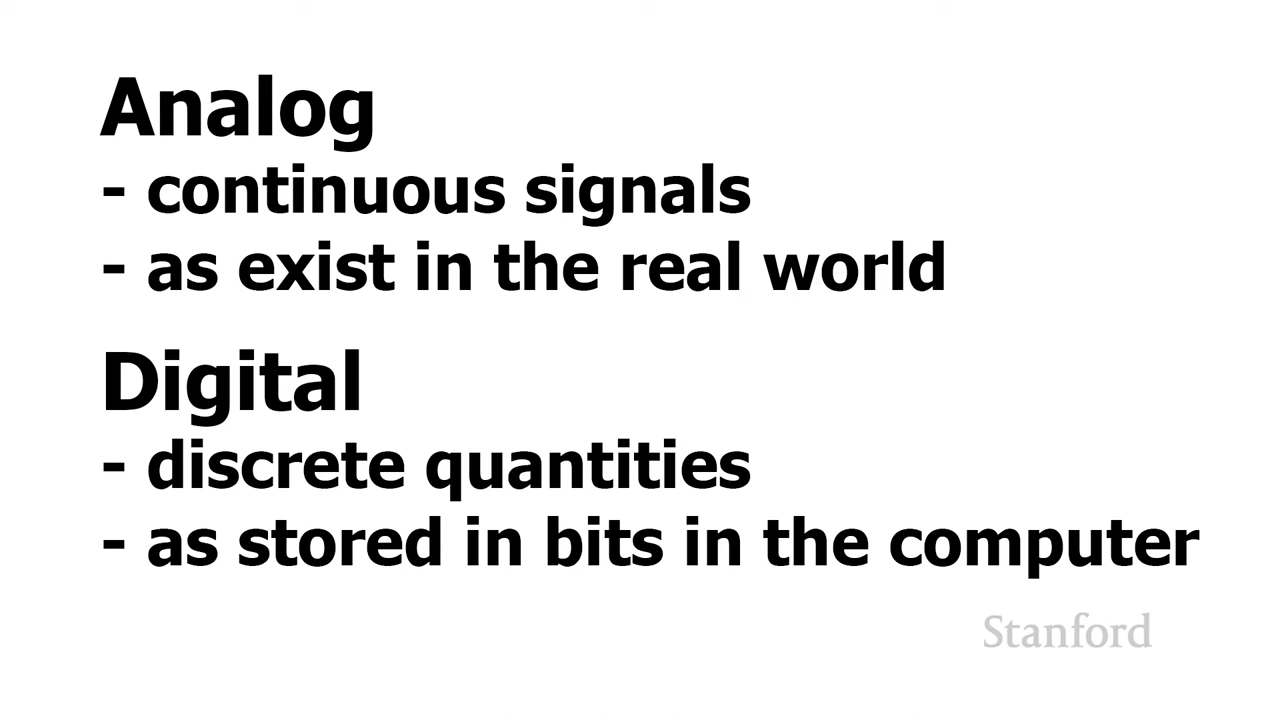 Analog
- continuous signals
- as exist in the real world
Digital
- discrete quantities
- as stored in bits in the computer
Stanford